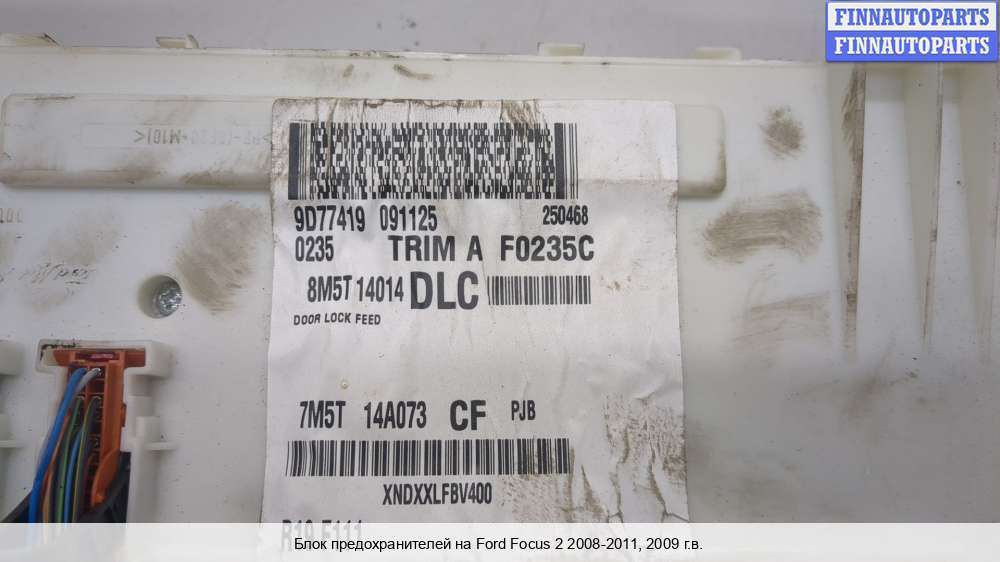 FINNAUTOPARTS
FINNAUTOPARTS
9D77419 091125 250468
0235 TRIM A F0235C
8M5T 14014 DLC
DOOR LOCK FEED
7M5T 14A073 CF PJB
XNDXXLFBV400
Блок предохранителей на Ford Focus 2 2008-2011, 2009 г.в.